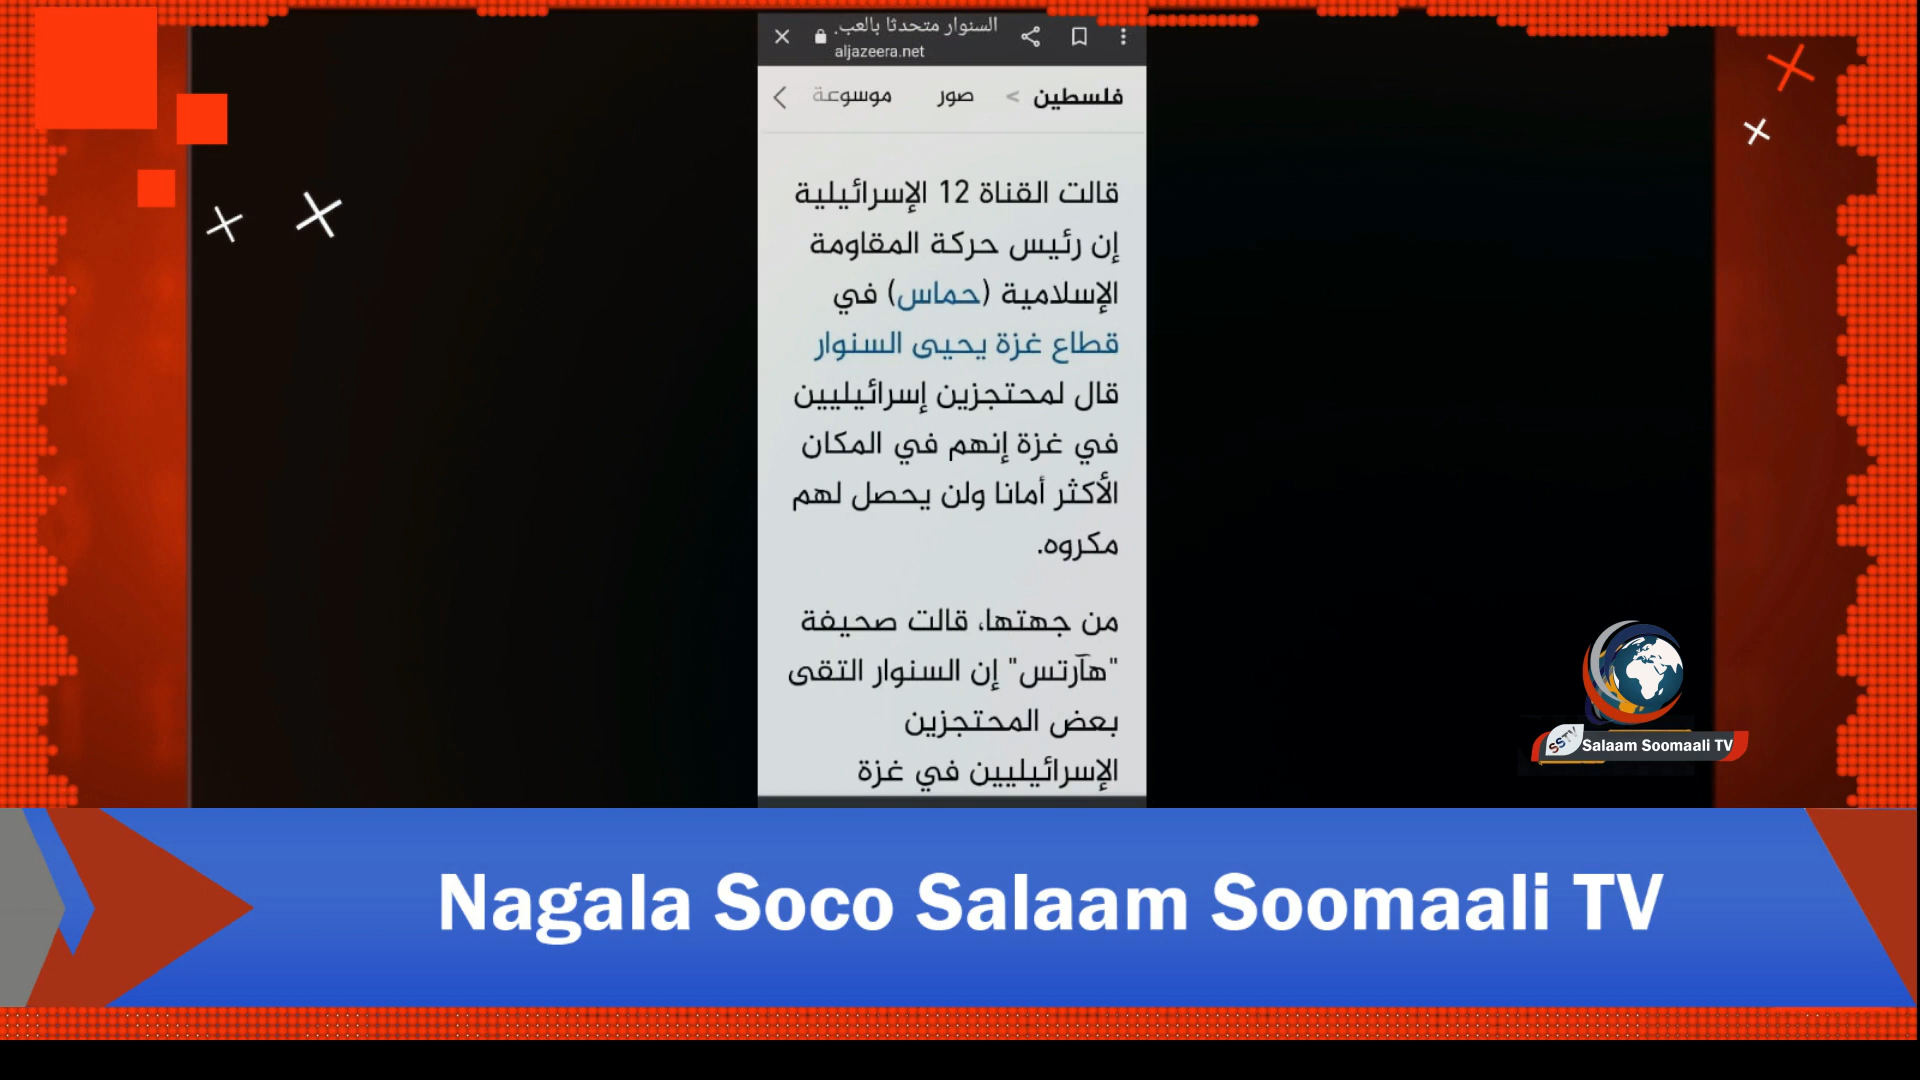 السنوار متحدثا بالعب.
aljazeera.net
فلسطين > صور موسوعة
قالت القناة 12 الإسرائيلية
إن رئيس حركة المقاومة
الإسلامية (حماس) في
قطاع غزة يحيى السنوار
قال لمحتجزين إسرائيليين
في غزة إنهم في المكان
الأكثر أمانا ولن يحصل لهم
مكروه.
من جهتها، قالت صحيفة
"هآرتس" إن السنوار التقى
بعض المحتجزين
الإسرائيليين في غزة
SSTV
Salaam Soomaali TV
Nagala Soco Salaam Soomaali TV